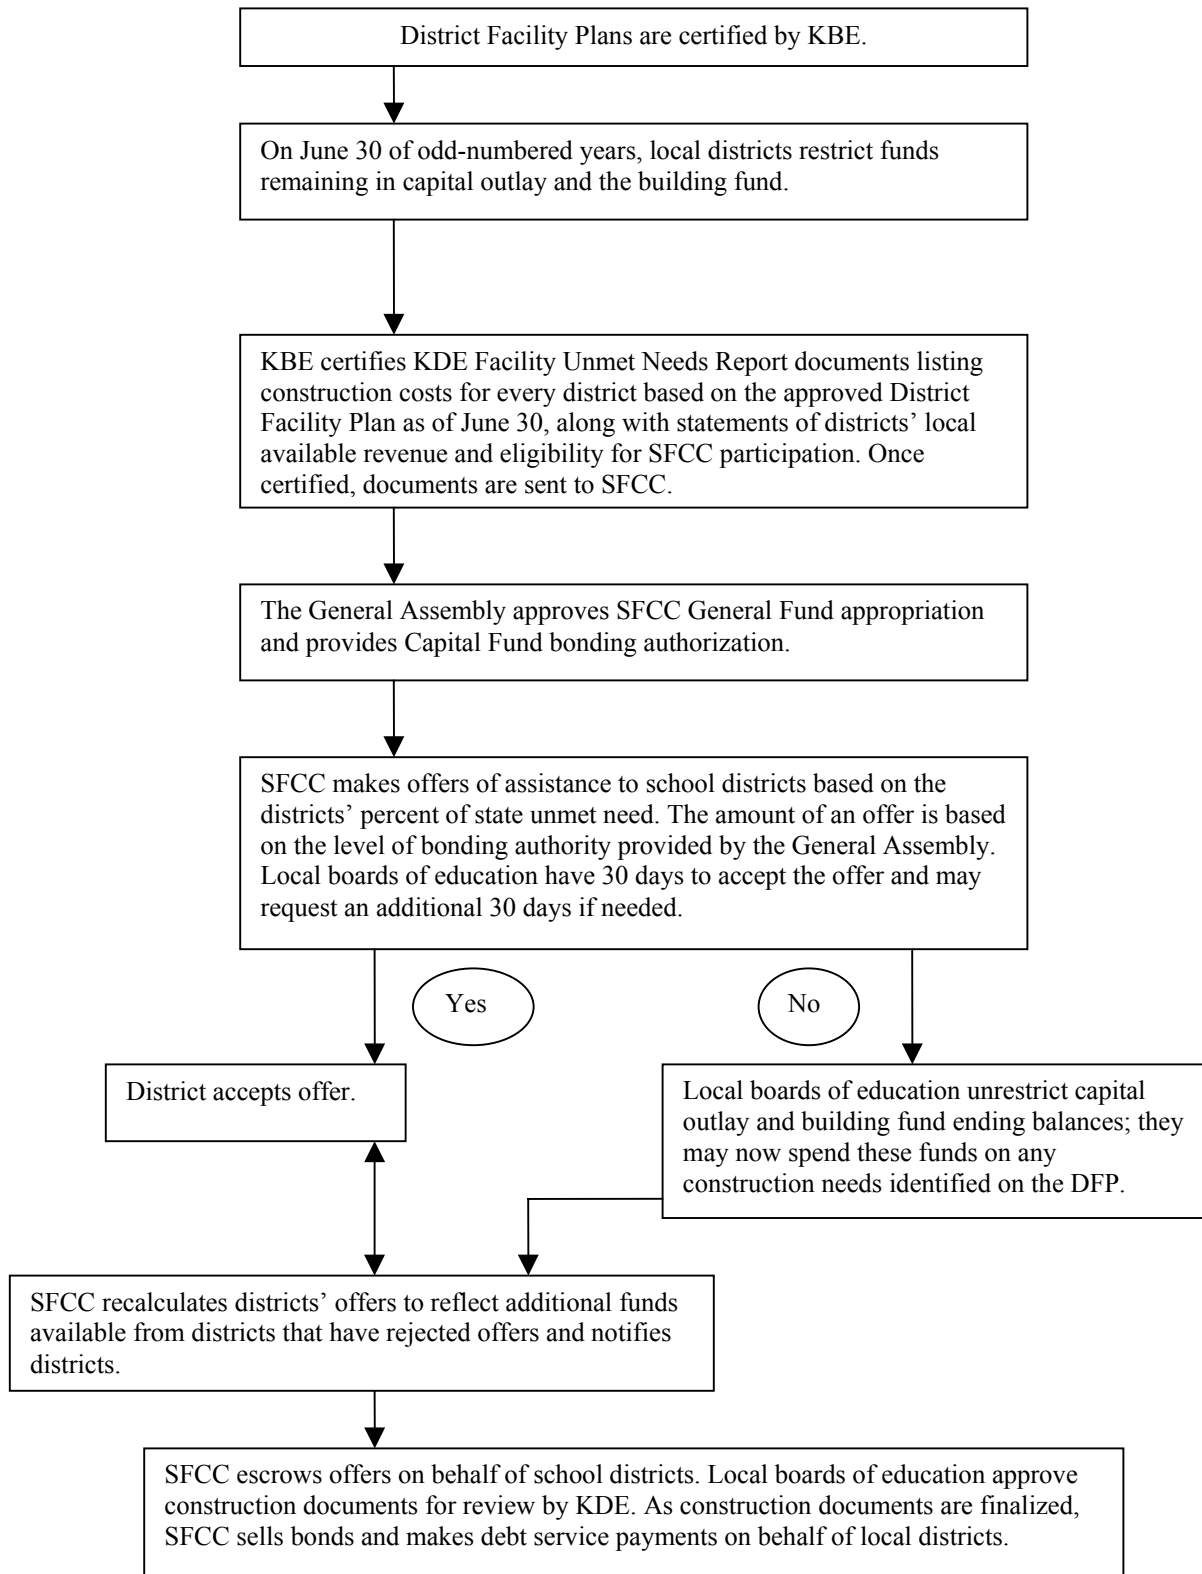 District Facility Plans are certified by KBE.
On June 30 of odd-numbered years, local districts restrict funds
remaining in capital outlay and the building fund.
KBE certifies KDE Facility Unmet Needs Report documents listing
construction costs for every district based on the approved District
Facility Plan as of June 30, along with statements of districts’ local
available revenue and eligibility for SFCC participation. Once
certified, documents are sent to SFCC.
The General Assembly approves SFCC General Fund appropriation
and provides Capital Fund bonding authorization.
SFCC makes offers of assistance to school districts based on the
districts’ percent of state unmet need. The amount of an offer is based
on the level of bonding authority provided by the General Assembly.
Local boards of education have 30 days to accept the offer and may
request an additional 30 days if needed.
Yes
No
District accepts offer.
Local boards of education unrestrict capital
outlay and building fund ending balances; they
may now spend these funds on any
construction needs identified on the DFP.
SFCC recalculates districts’ offers to reflect additional funds
available from districts that have rejected offers and notifies
districts.
SFCC escrows offers on behalf of school districts. Local boards of education approve
construction documents for review by KDE. As construction documents are finalized,
SFCC sells bonds and makes debt service payments on behalf of local districts.